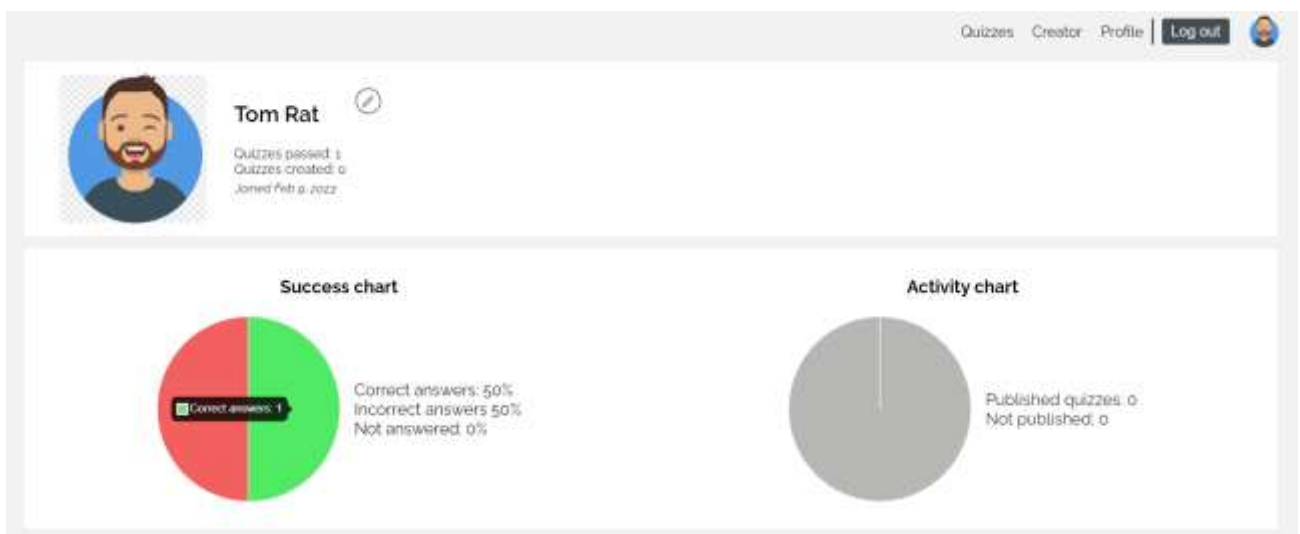 Quizzes Creator Profile Log out
Tom Rat
Quizzes passed: 1
Quizzes created: 0
Joined Feb 9, 2022
Success chart
Correct answers: 1
Correct answers: 50%
Incorrect answers 50%
Not answered: 0%
Activity chart
Published quizzes: 0
Not published: 0